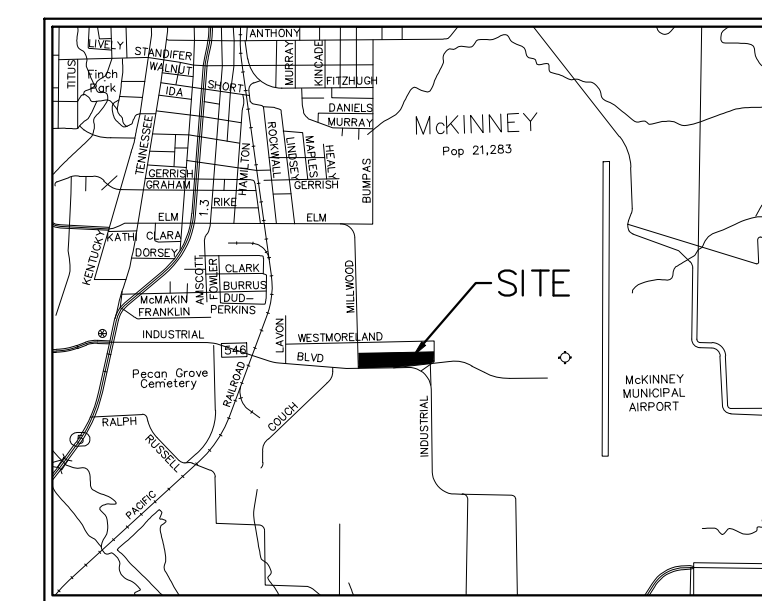 ANTHONY
LIVELY
STANDIFER
WALNUT
MURRAY
KINCADE
TITUS
Finch
Park
FITZHUGH
SHORT
IDA
DANIELS
MURRAY
McKINNEY
Pop 21,283
TENNESSEE
HAMILTON
ROCKWALL
LINDSEY
MAPLES
HEALY
BUMPAS
GERRISH
GRAHAM
GERRISH
1.3
RIKE
ELM
ELM
KENTUCKY
KATHI
CLARA
DORSEY
AMSCOTT
FOWLER
CLARK
BURRUS
DUD-
PERKINS
MILLWOOD
SITE
McMAKIN
FRANKLIN
INDUSTRIAL
546
LAVON
WESTMORELAND
BLVD
Pecan Grove
Cemetery
RAILROAD
McKINNEY
MUNICIPAL
AIRPORT
COUCH
INDUSTRIAL
RALPH
5
RUSSELL
PACIFIC